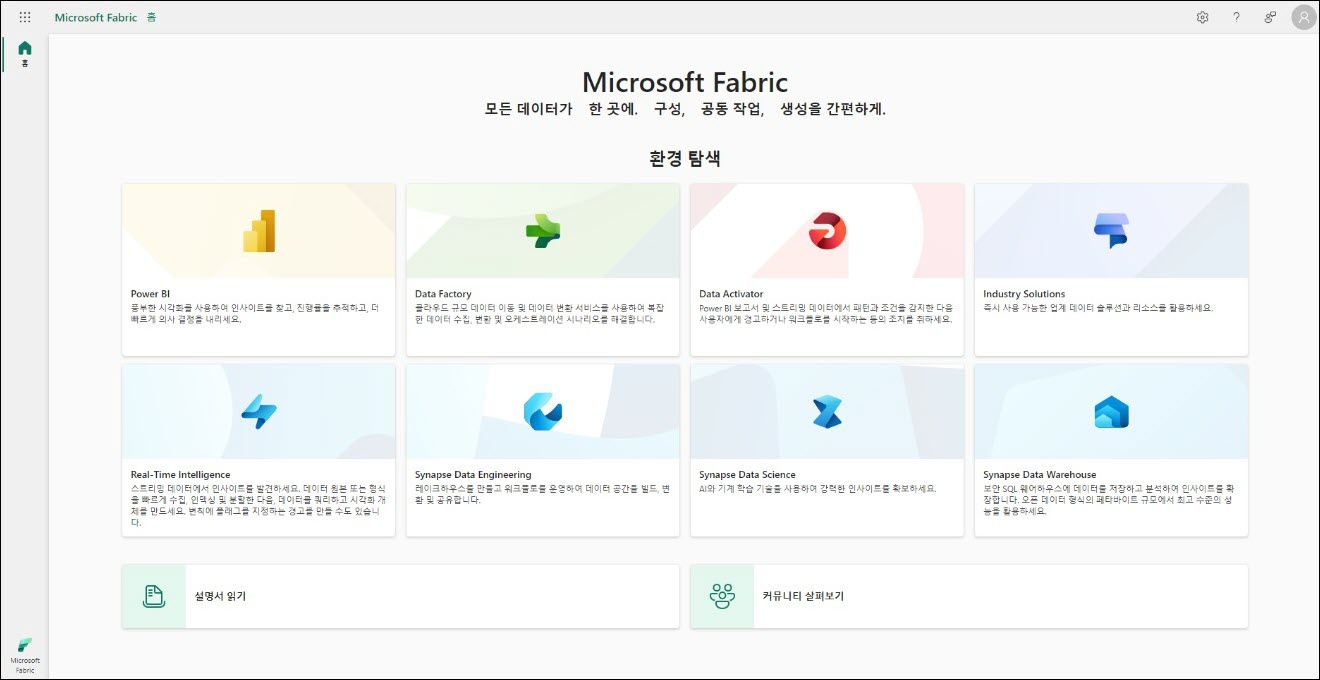 Microsoft Fabric 홈
홈
Microsoft Fabric
모든 데이터가 한 곳에. 구성, 공동 작업, 생성을 간편하게.
환경 탐색
Power BI
풍부한 시각화를 사용하여 인사이트를 찾고, 진행률을 추적하고, 더
빠르게 의사 결정을 내리세요.
Data Factory
클라우드 규모 데이터 이동 및 데이터 변환 서비스를 사용하여 복잡
한 데이터 수집, 변환 및 오케스트레이션 시나리오를 해결합니다.
Data Activator
Power BI 보고서 및 스트리밍 데이터에서 패턴과 조건을 감지한 다음
사용자에게 경고하거나 워크플로를 시작하는 등의 조치를 취하세요.
Industry Solutions
즉시 사용 가능한 업계 데이터 솔루션과 리소스를 활용하세요.
Real-Time Intelligence
스트리밍 데이터에서 인사이트를 발견하세요. 데이터 원본 또는 형식
을 빠르게 수집, 인덱싱 및 분할한 다음, 데이터를 쿼리하고 시각화 개
체를 만드세요. 변칙에 플래그를 지정하는 경고를 만들 수도 있습니
다.
Synapse Data Engineering
레이크하우스를 만들고 워크플로를 운영하여 데이터 공간를 빌드, 변
환 및 공유합니다.
Synapse Data Science
AI와 기계 학습 기술을 사용하여 강력한 인사이트를 확보하세요.
Synapse Data Warehouse
보안 SQL 웨어하우스에 데이터를 저장하고 분석하여 인사이트를 확
장합니다. 오픈 데이터 형식의 페타바이트 규모에서 최고 수준의 성
능을 활용하세요.
설명서 읽기
커뮤니티 살펴보기
Microsoft
Fabric